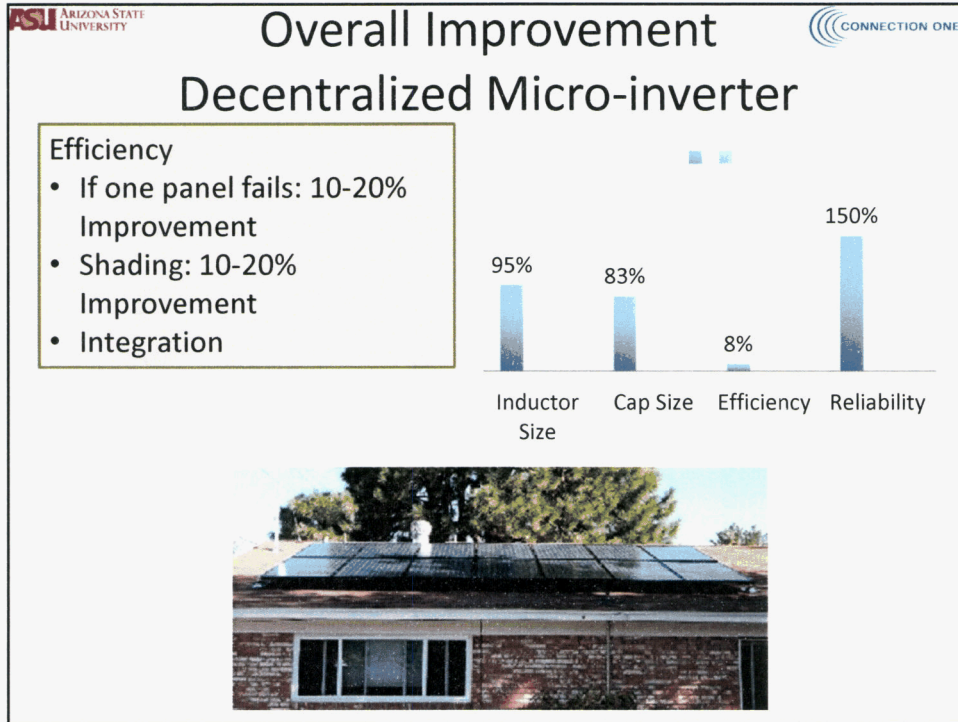 ASU ARIZONA STATE
UNIVERSITY
CONNECTION ONE
Overall Improvement
Decentralized Micro-inverter
Efficiency
• If one panel fails: 10-20%
Improvement
• Shading: 10-20%
Improvement
• Integration
95%
83%
8%
150%
Inductor
Size
Cap Size
Efficiency
Reliability